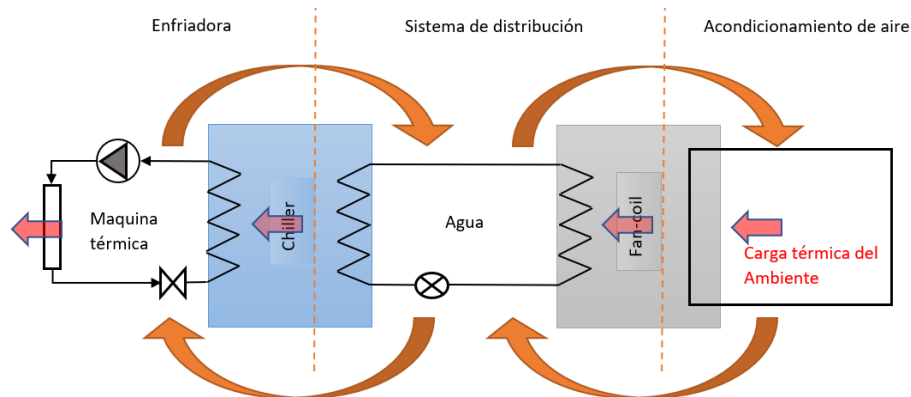 Enfriadora
Sistema de distribución
Acondicionamiento de aire
Maquina
térmica
Chiller
Agua
Fan-coil
Carga térmica del
Ambiente